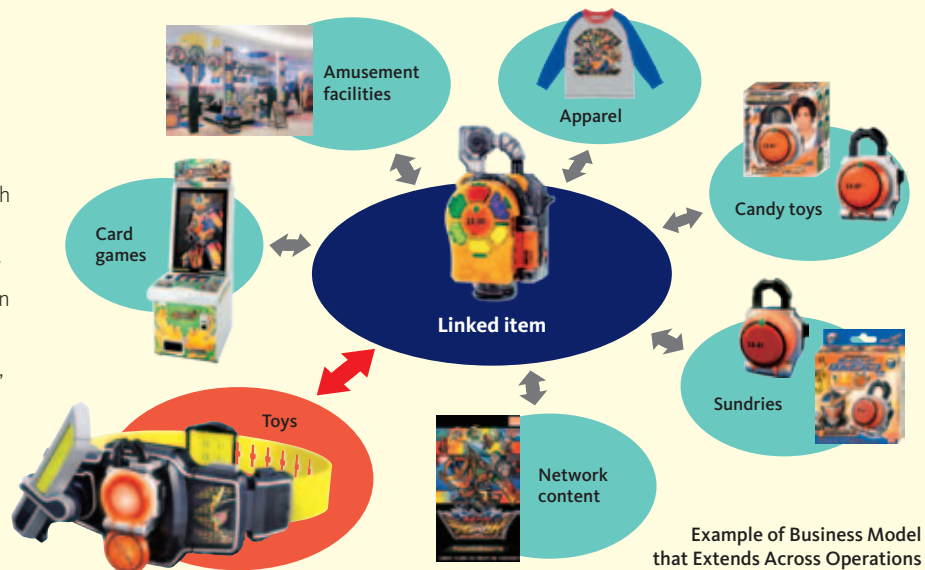 h
n
,
Amusement
facilities
Apparel
Card
games
Candy toys
Linked item
Sundries
Toys
Network
content
Example of Business Model
that Extends Across Operations